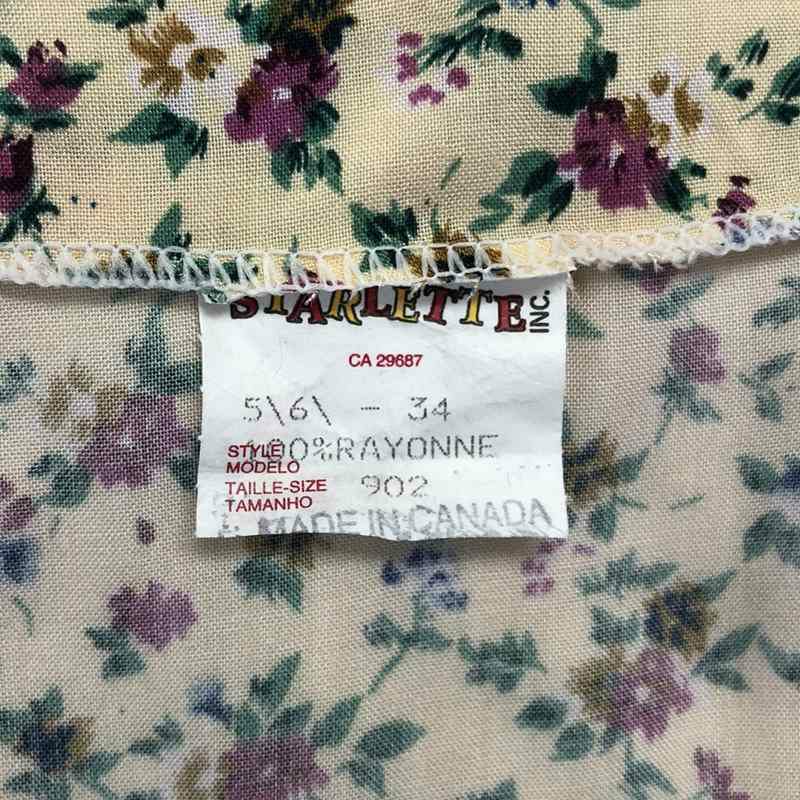 STARLETTE INC.
CA 29687
5\6\ - 34
100%RAYONNE
STYLE
MODELO
TAILLE-SIZE 902
TAMANHO
MADE IN CANADA